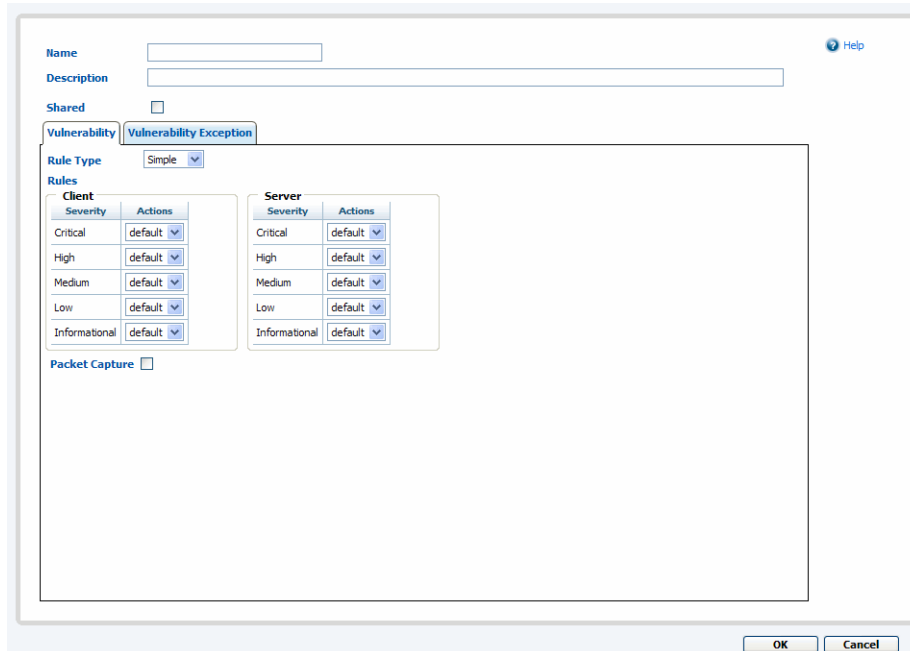 Name
Help
Description
Shared
Vulnerability Vulnerability Exception
Rule Type Simple
Rules
Client Server
Severity Actions Severity Actions
Critical default Critical default
High default High default
Medium default Medium default
Low default Low default
Informational default Informational default
Packet Capture
OK Cancel